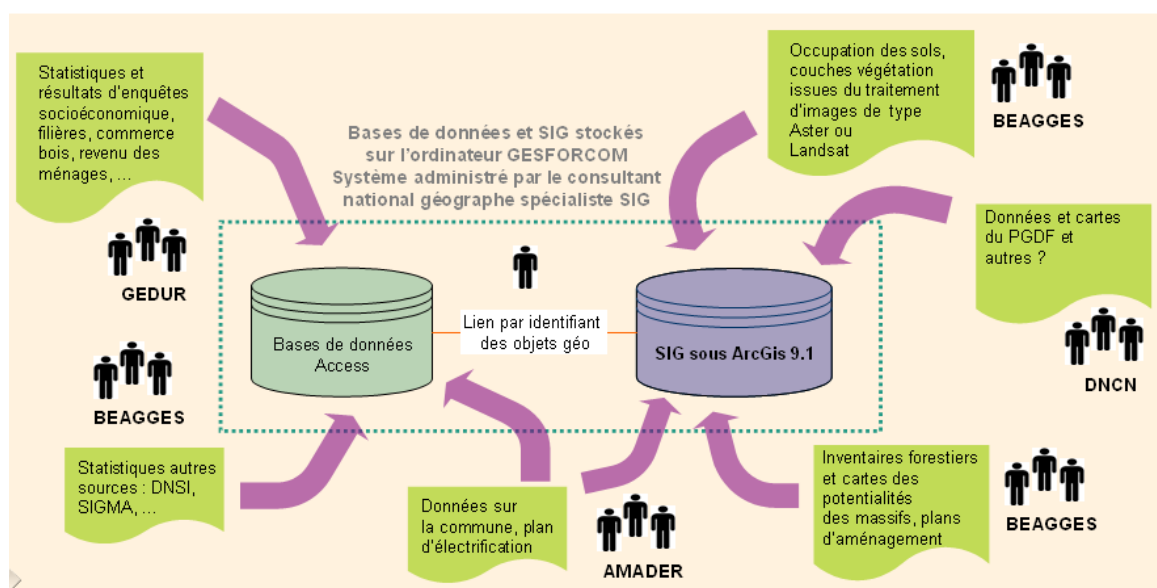 Statistiques et
résultats d'enquêtes
socioéconomique,
filières, commerce
bois, revenu des
ménages, ...
GEDUR
BEAGGES
Statistiques autres
sources : DNSI,
SIGMA, ...
Bases de données et SIG stockés
sur l'ordinateur GESFORCOM
Système administré par le consultant
national géographe spécialiste SIG
Bases de données
Access
Lien par identifiant
des objets géo
SIG sous ArcGis 9.1
Données sur
la commune, plan
d'électrification
AMADER
Occupation des sols,
couches végétation
issues du traitement
d'images de type
Aster ou
Landsat
BEAGGES
Données et cartes
du PGDF et
autres ?
DNCN
Inventaires forestiers
et cartes des
potentialités
des massifs, plans
d'aménagement
BEAGGES